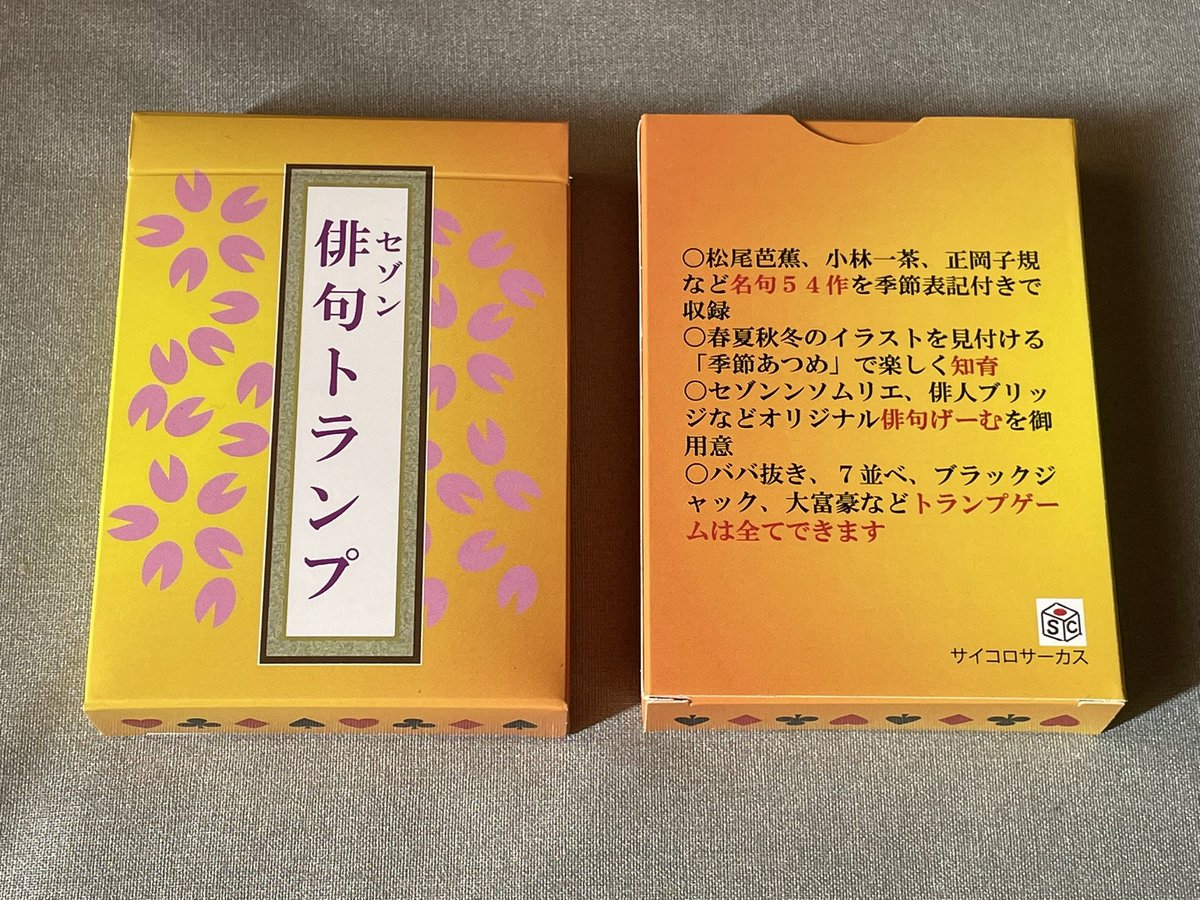 セゾン
俳句トランプ
〇松尾芭蕉、小林一茶、正岡子規
など名句５４作を季節表記付きで
収録
〇春夏秋冬のイラストを見付ける
「季節あつめ」で楽しく知育
〇セゾンンソムリエ、俳人ブリッ
ジなどオリジナル俳句げーむを御
用意
〇ババ抜き、７並べ、ブラックジ
ャック、大富豪などトランプゲー
ムは全てできます
SC
サイコロサーカス